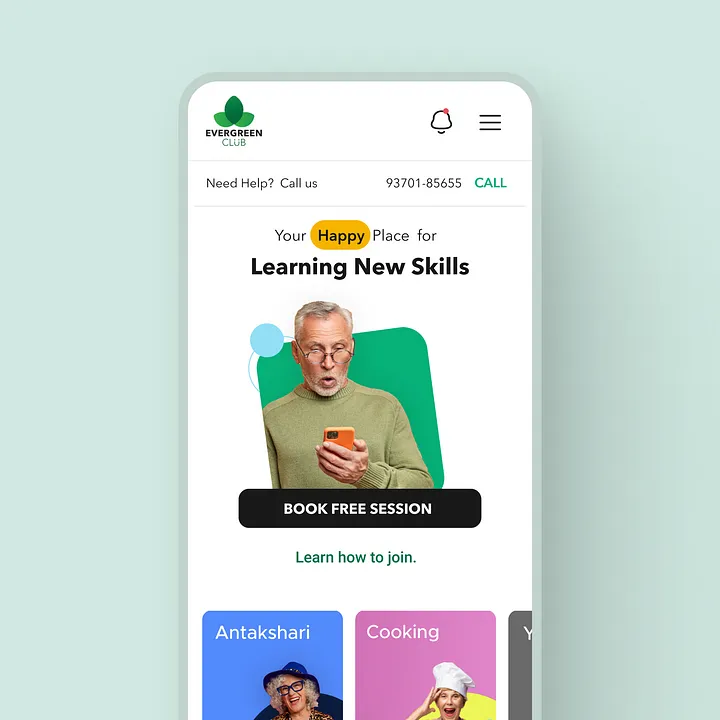 EVERGREEN
CLUB
Need Help? Call us 93701-85655 CALL
Your Happy Place for
Learning New Skills
BOOK FREE SESSION
Learn how to join.
Antakshari Cooking Y